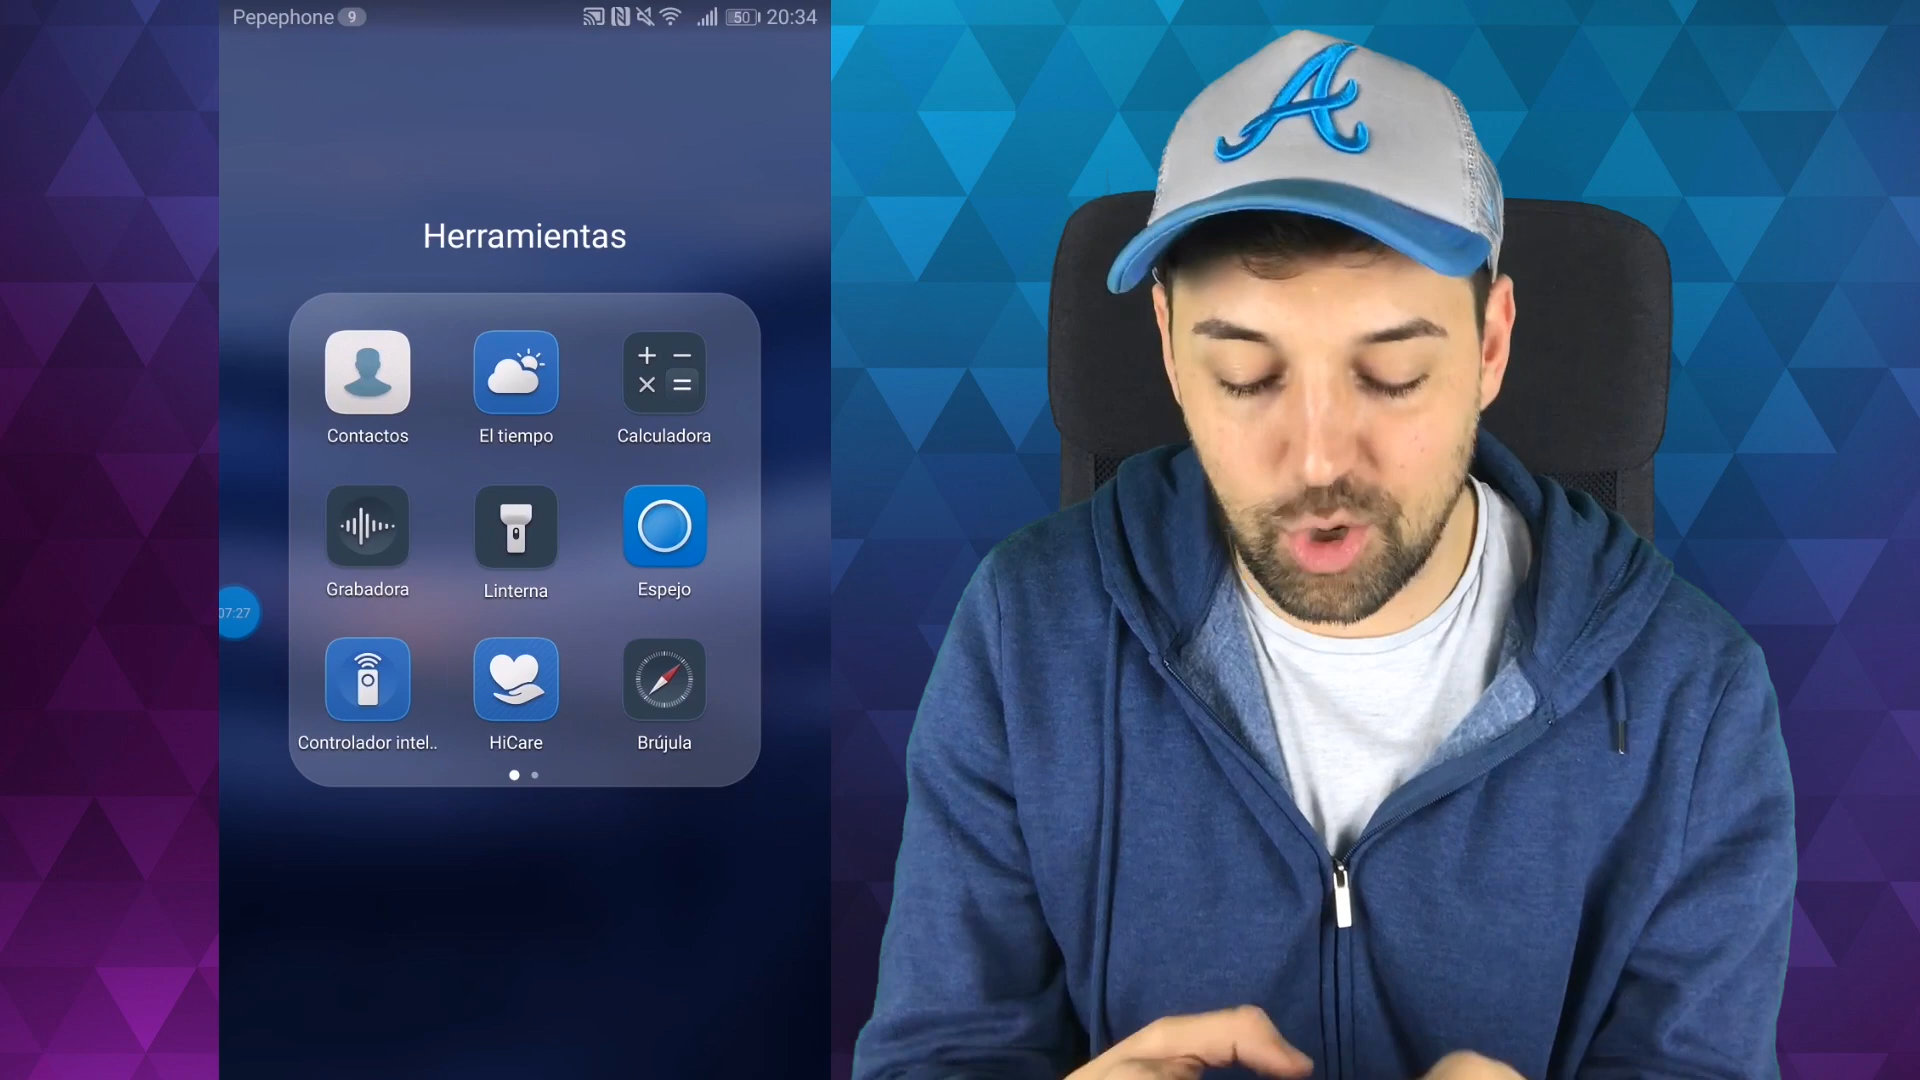 Pepephone 9 50 20:34
Herramientas
Contactos El tiempo Calculadora
Grabadora Linterna Espejo
07:27
Controlador intel.. HiCare Brújula
A